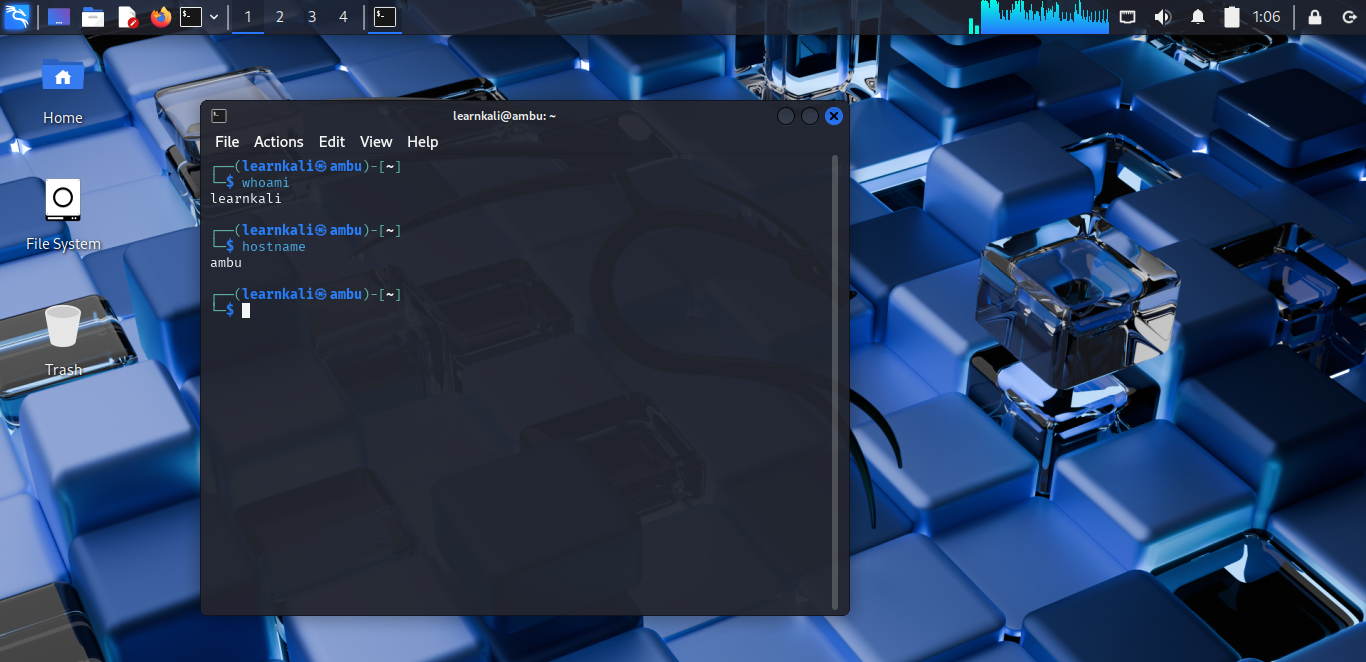 1 2 3 4
1:06
Home
File System
Trash
learnkali@ambu: ~
File Actions Edit View Help
┌──(learnkali㉿ambu)-[~]
└─$ whoami
learnkali
┌──(learnkali㉿ambu)-[~]
└─$ hostname
ambu
┌──(learnkali㉿ambu)-[~]
└─$